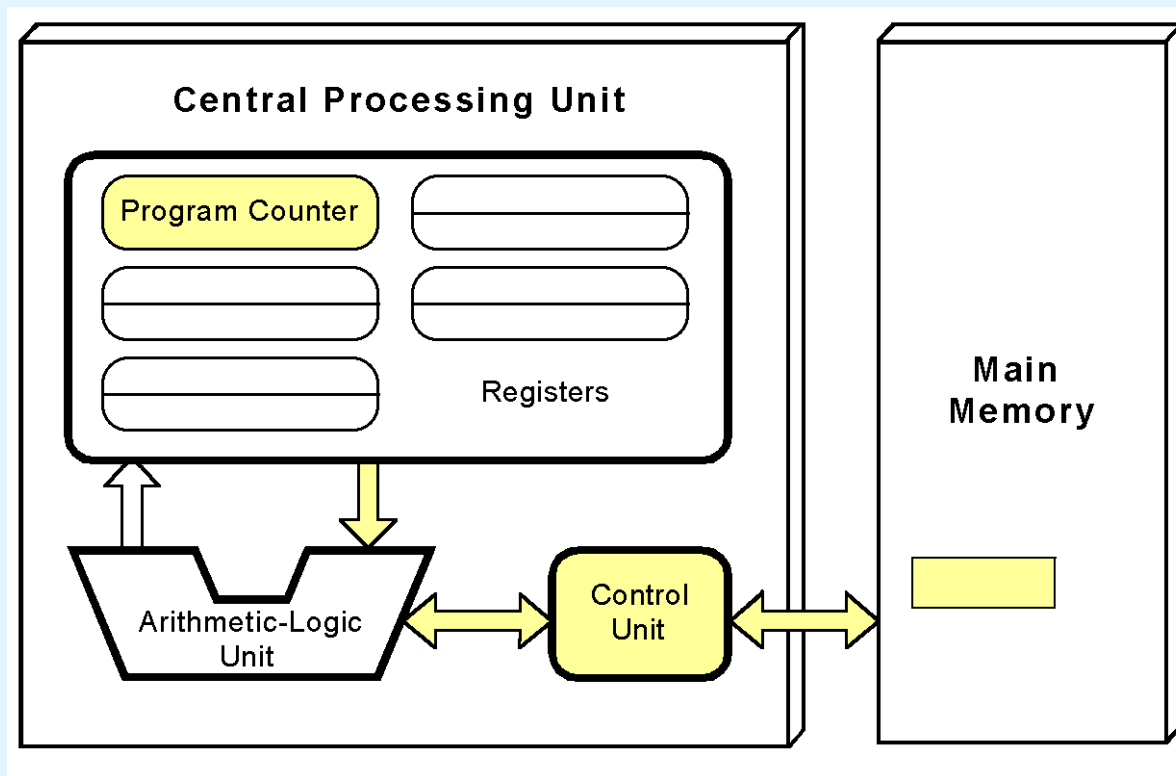 Central Processing Unit
Program Counter
Registers
Main
Memory
Arithmetic-Logic
Unit
Control
Unit